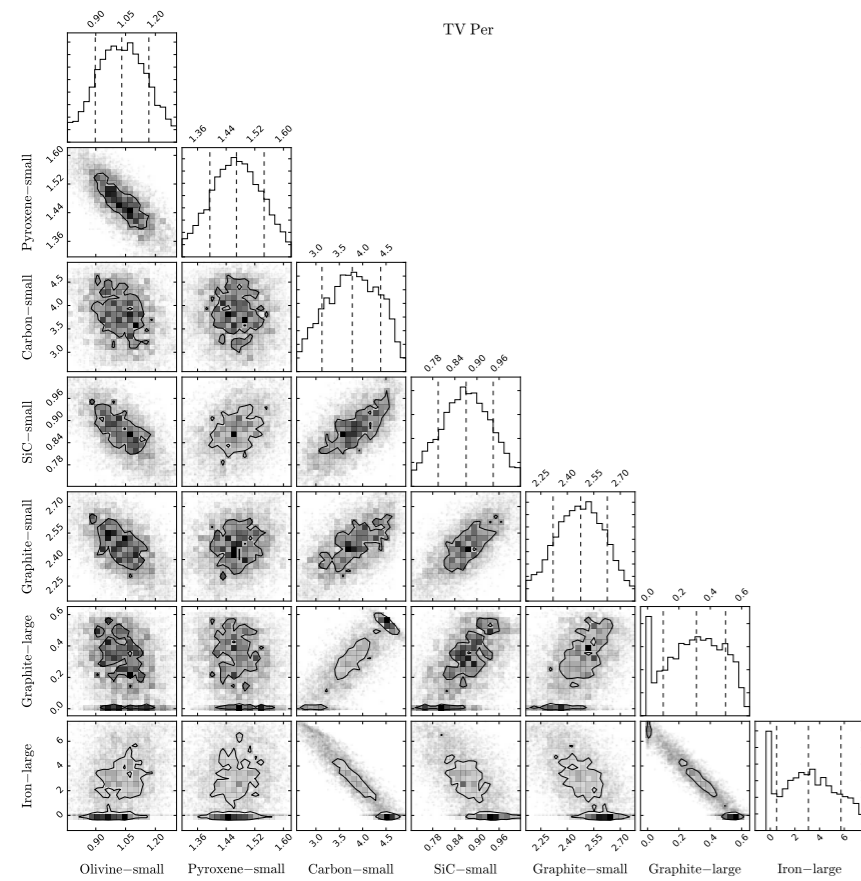 TV Per
0.90 1.05 1.20
1.36 1.44 1.52 1.60
Pyroxene−small
1.60
1.52
1.44
1.36
3.0 3.5 4.0 4.5
Carbon−small
4.5
4.0
3.5
3.0
0.78 0.84 0.90 0.96
SiC−small
0.96
0.90
0.84
0.78
2.25 2.40 2.55 2.70
Graphite−small
2.70
2.55
2.40
2.25
0.0 0.2 0.4 0.6
Graphite−large
0.6
0.4
0.2
0.0
Iron−large
6
4
2
0
0.90 1.05 1.20 1.36 1.44 1.52 1.60 3.0 3.5 4.0 4.5 0.78 0.84 0.90 0.96 2.25 2.40 2.55 2.70 0.0 0.2 0.4 0.6 0 2 4 6
Olivine−small Pyroxene−small Carbon−small SiC−small Graphite−small Graphite−large Iron−large